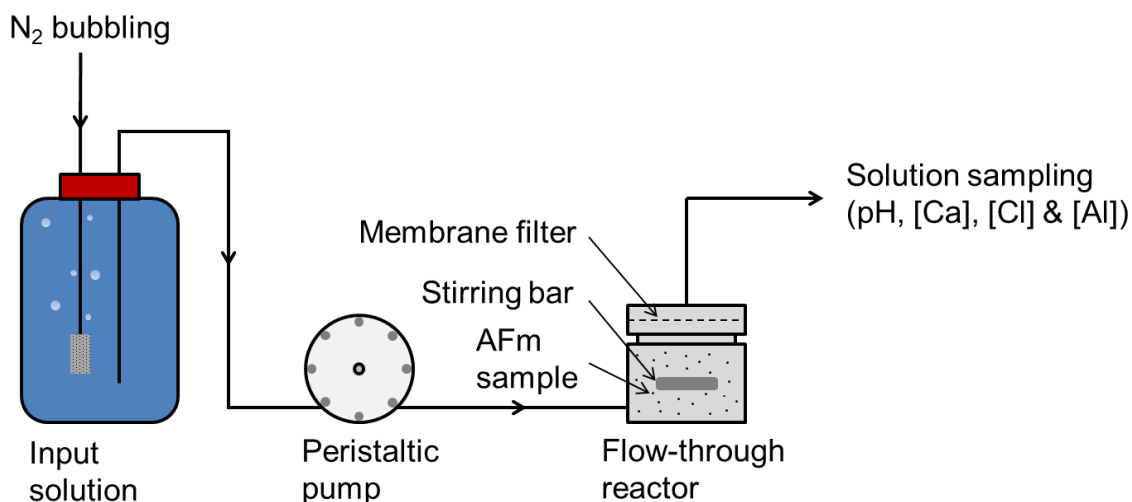 N₂ bubbling
Solution sampling
(pH, [Ca], [Cl] & [Al])
Membrane filter
Stirring bar
AFm
sample
Input
solution
Peristaltic
pump
Flow-through
reactor